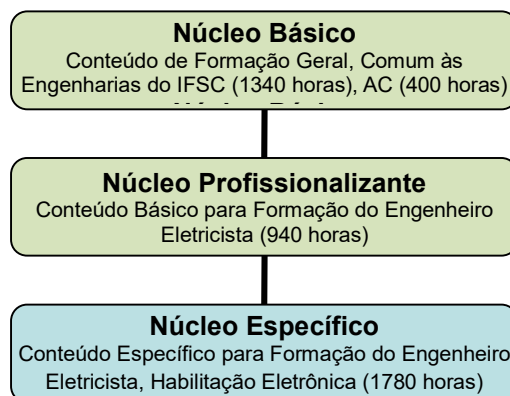 Núcleo Básico
Conteúdo de Formação Geral, Comum às
Engenharias do IFSC (1340 horas), AC (400 horas)
Núcleo Profissionalizante
Conteúdo Básico para Formação do Engenheiro
Eletricista (940 horas)
Núcleo Específico
Conteúdo Específico para Formação do Engenheiro
Eletricista, Habilitação Eletrônica (1780 horas)